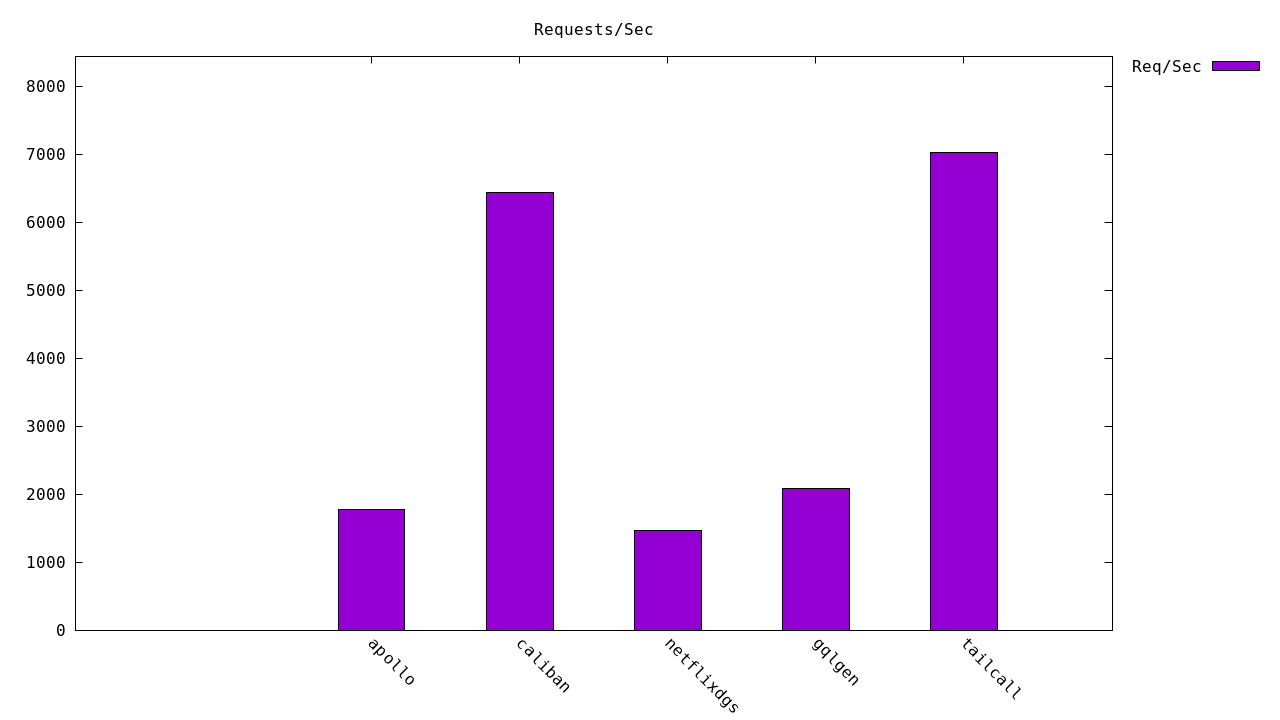 Requests/Sec
Req/Sec
8000
7000
6000
5000
4000
3000
2000
1000
0
apollo
caliban
netflixdgs
gqlgen
tailcall